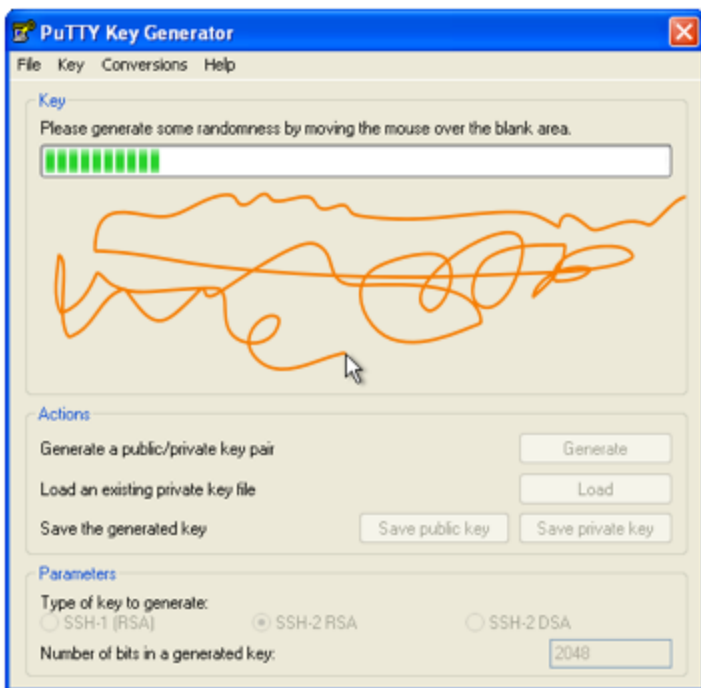 PuTTY Key Generator
File Key Conversions Help
Key
Please generate some randomness by moving the mouse over the blank area.
Actions
Generate a public/private key pair Generate
Load an existing private key file Load
Save the generated key Save public key Save private key
Parameters
Type of key to generate:
SSH-1 (RSA) SSH-2 RSA SSH-2 DSA
Number of bits in a generated key: 2048